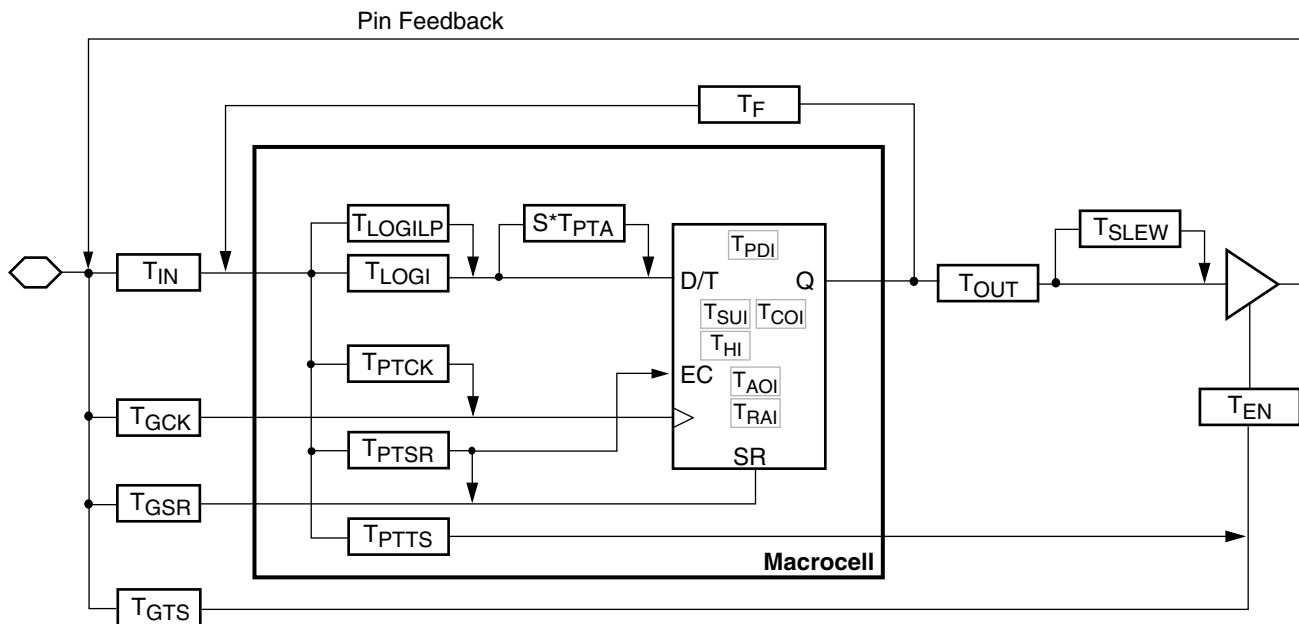 Pin Feedback
TF
TLOGILP
S*TPTA
TSLEW
TPDI
TIN
TLOGI
D/T
Q
TOUT
TSUI
TCOI
THI
TPTCK
EC
TAOI
TGCK
TRAI
TEN
TPTSR
SR
TGSR
TPTTS
Macrocell
TGTS